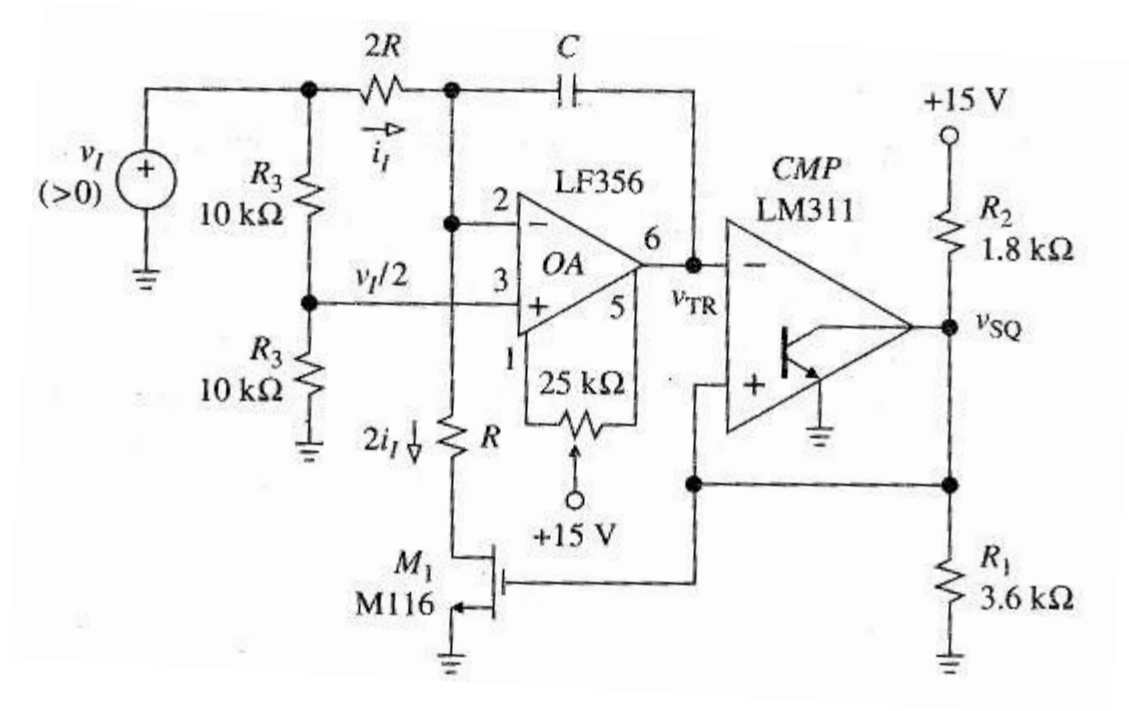 2R
C
+15 V
v_I
(>0)
+
i_I
R_3
10 kΩ
LF356
CMP
LM311
R_2
1.8 kΩ
2
−
6
OA
−
v_I/2
3
+
5
v_TR
v_SQ
R_3
10 kΩ
1
25 kΩ
+
2i_I
R
+15 V
M_1
M116
R_1
3.6 kΩ